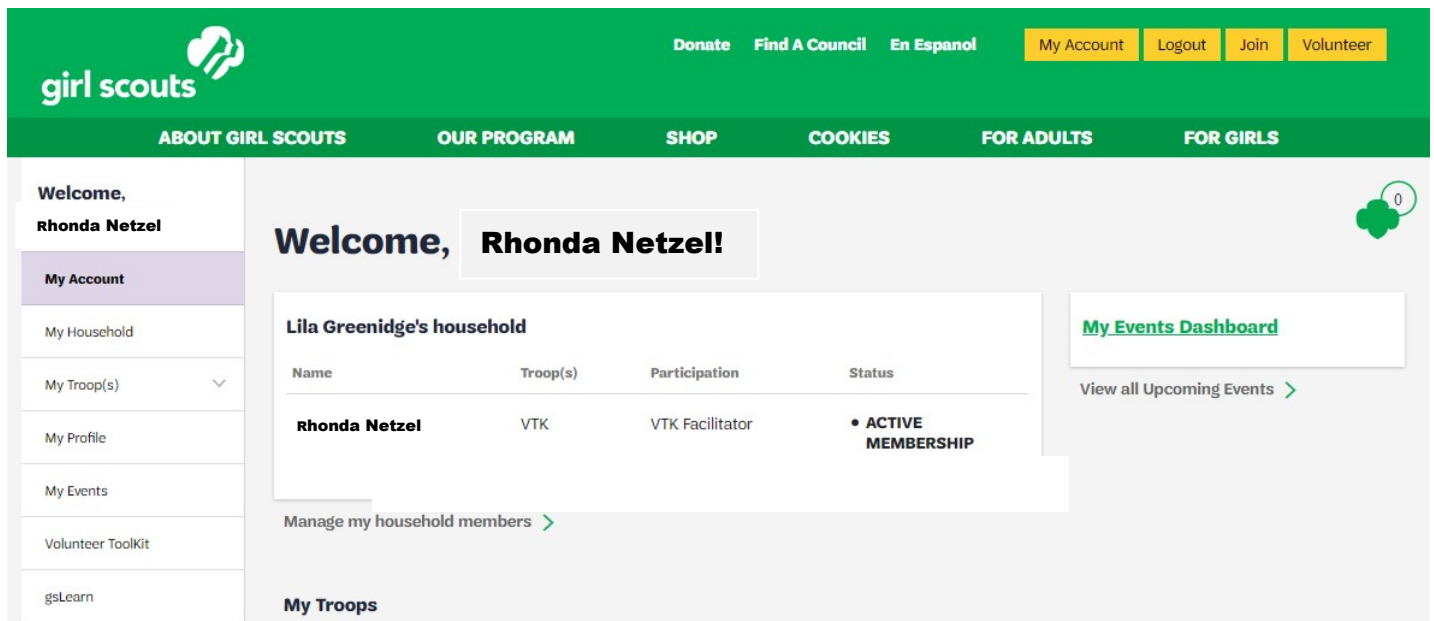 girl scouts
Donate Find A Council En Espanol My Account Logout Join Volunteer
ABOUT GIRL SCOUTS OUR PROGRAM SHOP COOKIES FOR ADULTS FOR GIRLS
Welcome,
Rhonda Netzel
My Account
My Household
My Troop(s)
My Profile
My Events
Volunteer ToolKit
gsLearn
Welcome, Rhonda Netzel!
0
Lila Greenidge's household
Name Troop(s) Participation Status
Rhonda Netzel VTK VTK Facilitator • ACTIVE
MEMBERSHIP
Manage my household members >
My Troops
My Events Dashboard
View all Upcoming Events >